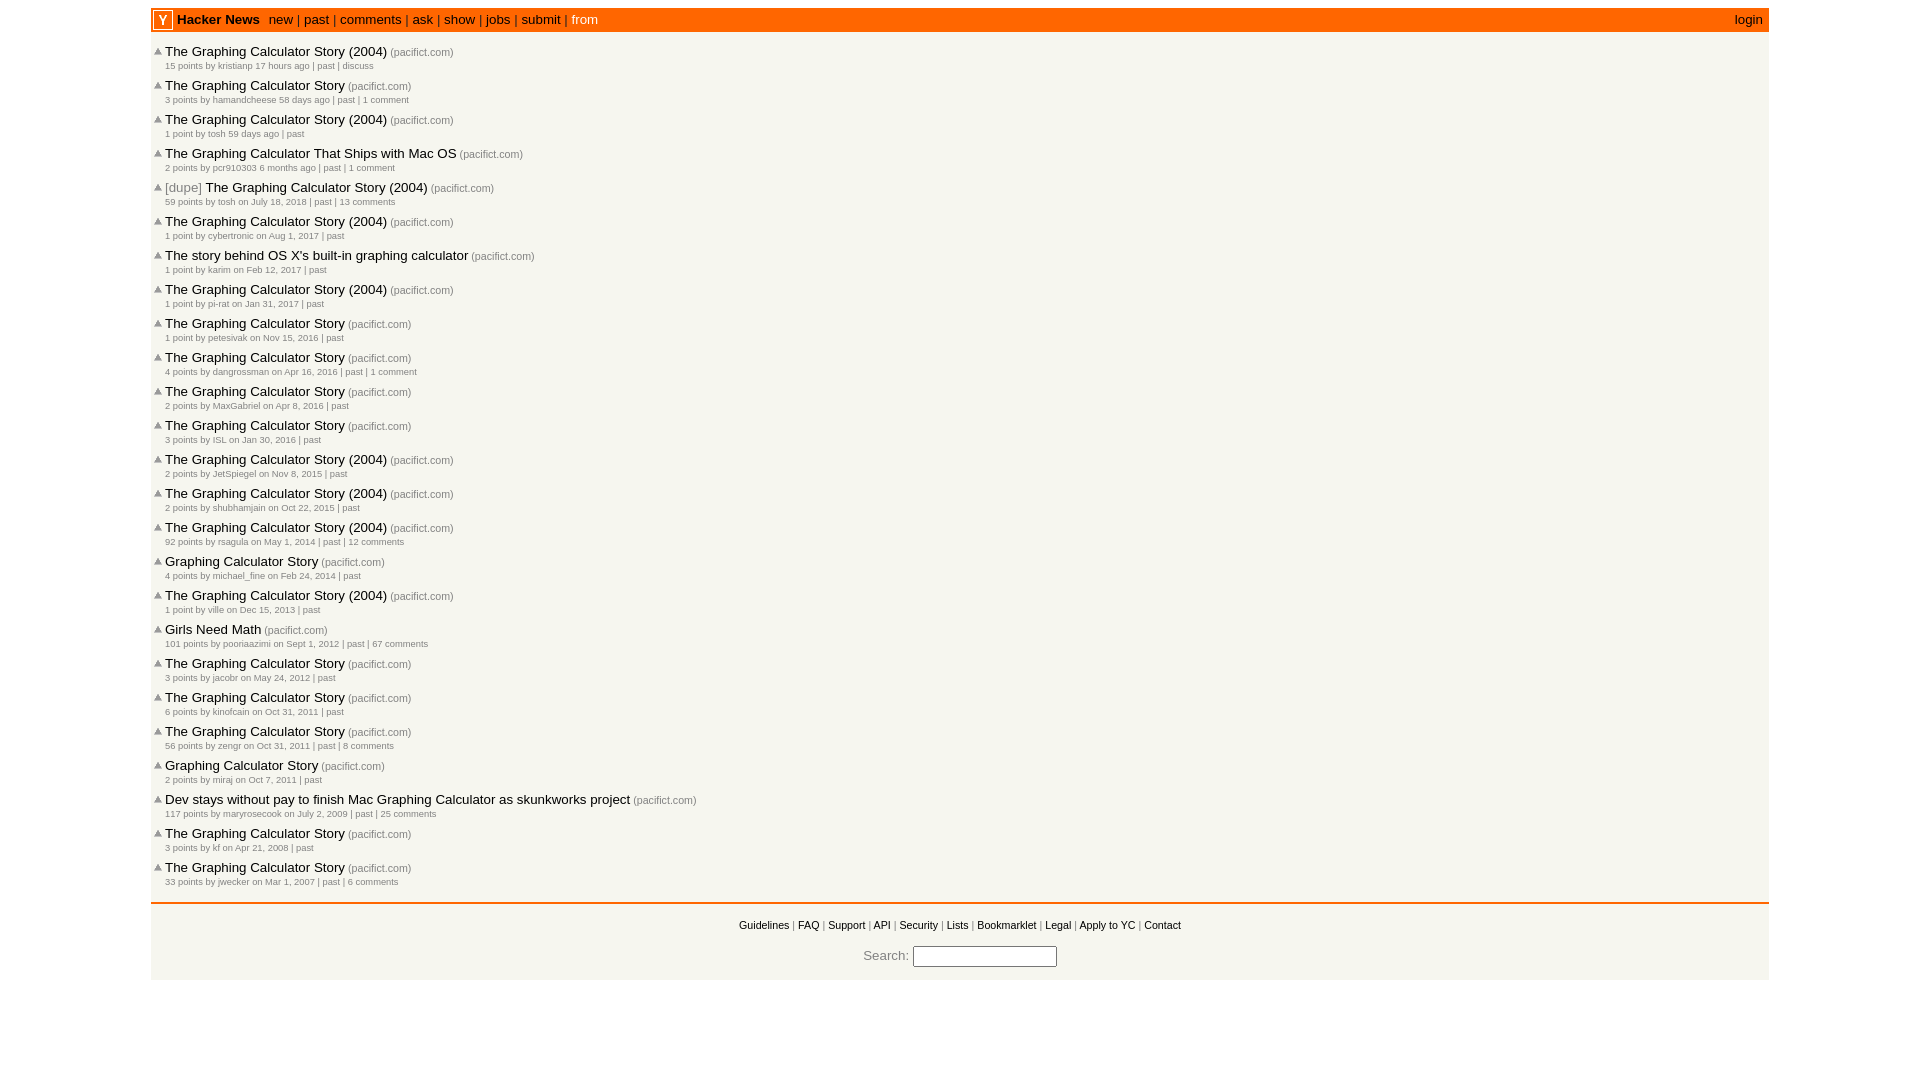 Y Hacker News new | past | comments | ask | show | jobs | submit | from login
The Graphing Calculator Story (2004) (pacifict.com)
15 points by kristianp 17 hours ago | past | discuss
The Graphing Calculator Story (pacifict.com)
3 points by hamandcheese 58 days ago | past | 1 comment
The Graphing Calculator Story (2004) (pacifict.com)
1 point by tosh 59 days ago | past
The Graphing Calculator That Ships with Mac OS (pacifict.com)
2 points by pcr910303 6 months ago | past | 1 comment
[dupe] The Graphing Calculator Story (2004) (pacifict.com)
59 points by tosh on July 18, 2018 | past | 13 comments
The Graphing Calculator Story (2004) (pacifict.com)
1 point by cybertronic on Aug 1, 2017 | past
The story behind OS X's built-in graphing calculator (pacifict.com)
1 point by karim on Feb 12, 2017 | past
The Graphing Calculator Story (2004) (pacifict.com)
1 point by pi-rat on Jan 31, 2017 | past
The Graphing Calculator Story (pacifict.com)
1 point by petesivak on Nov 15, 2016 | past
The Graphing Calculator Story (pacifict.com)
4 points by dangrossman on Apr 16, 2016 | past | 1 comment
The Graphing Calculator Story (pacifict.com)
2 points by MaxGabriel on Apr 8, 2016 | past
The Graphing Calculator Story (pacifict.com)
3 points by ISL on Jan 30, 2016 | past
The Graphing Calculator Story (2004) (pacifict.com)
2 points by JetSpiegel on Nov 8, 2015 | past
The Graphing Calculator Story (2004) (pacifict.com)
2 points by shubhamjain on Oct 22, 2015 | past
The Graphing Calculator Story (2004) (pacifict.com)
92 points by rsagula on May 1, 2014 | past | 12 comments
Graphing Calculator Story (pacifict.com)
4 points by michael_fine on Feb 24, 2014 | past
The Graphing Calculator Story (2004) (pacifict.com)
1 point by ville on Dec 15, 2013 | past
Girls Need Math (pacifict.com)
101 points by pooriaazimi on Sept 1, 2012 | past | 67 comments
The Graphing Calculator Story (pacifict.com)
3 points by jacobr on May 24, 2012 | past
The Graphing Calculator Story (pacifict.com)
6 points by kinofcain on Oct 31, 2011 | past
The Graphing Calculator Story (pacifict.com)
56 points by zengr on Oct 31, 2011 | past | 8 comments
Graphing Calculator Story (pacifict.com)
2 points by miraj on Oct 7, 2011 | past
Dev stays without pay to finish Mac Graphing Calculator as skunkworks project (pacifict.com)
117 points by maryrosecook on July 2, 2009 | past | 25 comments
The Graphing Calculator Story (pacifict.com)
3 points by kf on Apr 21, 2008 | past
The Graphing Calculator Story (pacifict.com)
33 points by jwecker on Mar 1, 2007 | past | 6 comments
Guidelines | FAQ | Support | API | Security | Lists | Bookmarklet | Legal | Apply to YC | Contact
Search: